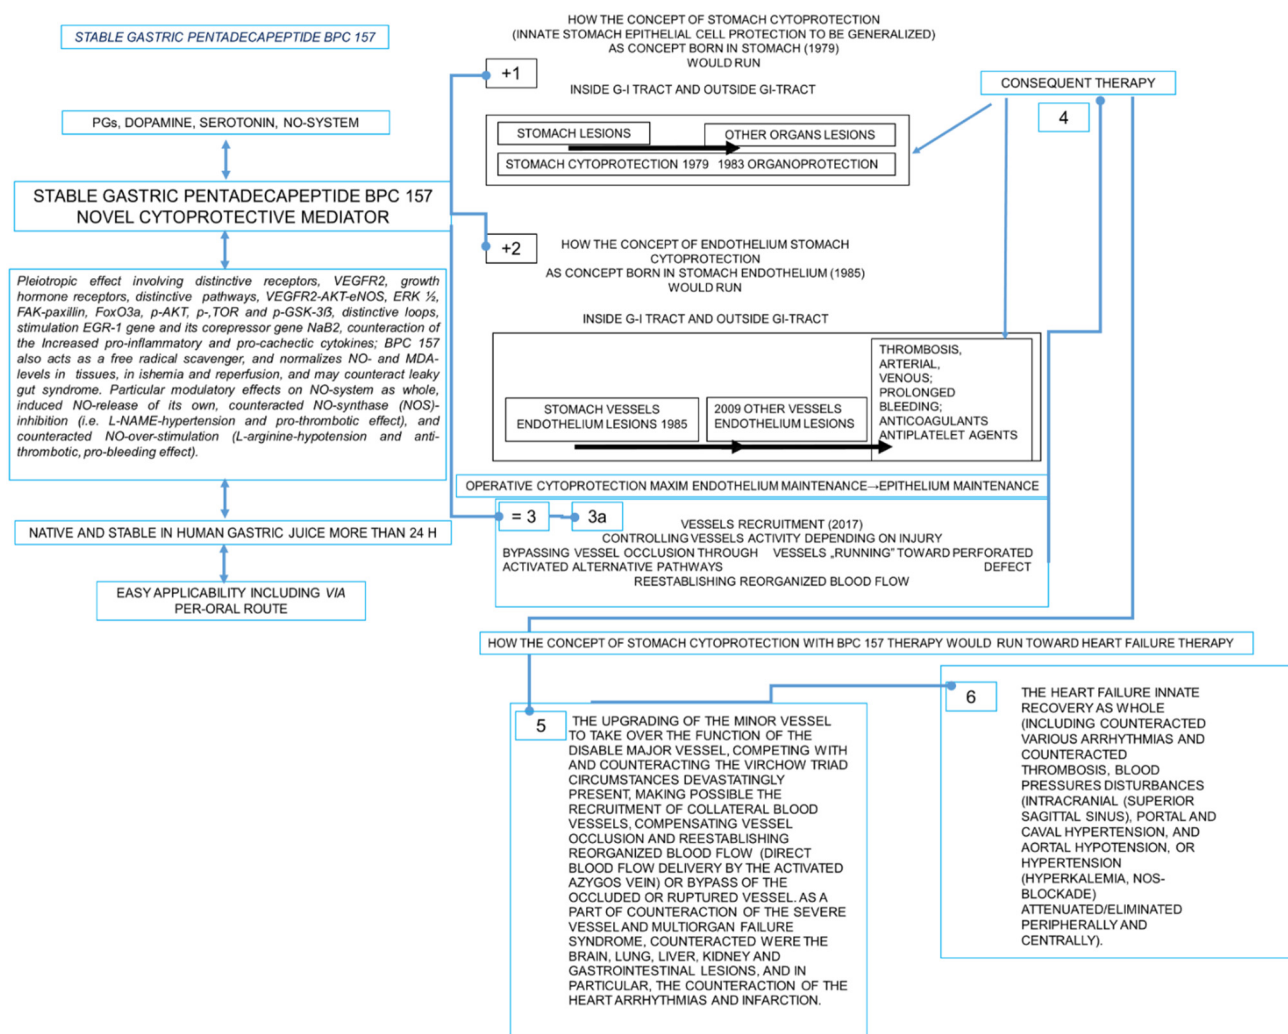 STABLE GASTRIC PENTADECAPEPTIDE BPC 157
PGs, DOPAMINE, SEROTONIN, NO-SYSTEM
STABLE GASTRIC PENTADECAPEPTIDE BPC 157
NOVEL CYTOPROTECTIVE MEDIATOR
Pleiotropic effect involving distinctive receptors, VEGFR2, growth
hormone receptors, distinctive pathways, VEGFR2-AKT-eNOS, ERK ½,
FAK-paxillin, FoxO3a, p-AKT, p-,TOR and p-GSK-3ß, distinctive loops,
stimulation EGR-1 gene and its corepressor gene NaB2, counteraction of
the Increased pro-inflammatory and pro-cachectic cytokines; BPC 157
also acts as a free radical scavenger, and normalizes NO- and MDA-
levels in tissues, in ishemia and reperfusion, and may counteract leaky
gut syndrome. Particular modulatory effects on NO-system as whole,
induced NO-release of its own, counteracted NO-synthase (NOS)-
inhibition (i.e. L-NAME-hypertension and pro-thrombotic effect), and
counteracted NO-over-stimulation (L-arginine-hypotension and anti-
thrombotic, pro-bleeding effect).
NATIVE AND STABLE IN HUMAN GASTRIC JUICE MORE THAN 24 H
EASY APPLICABILITY INCLUDING VIA
PER-ORAL ROUTE
HOW THE CONCEPT OF STOMACH CYTOPROTECTION
(INNATE STOMACH EPITHELIAL CELL PROTECTION TO BE GENERALIZED)
AS CONCEPT BORN IN STOMACH (1979)
WOULD RUN
+1
INSIDE G-I TRACT AND OUTSIDE GI-TRACT
STOMACH LESIONS
OTHER ORGANS LESIONS
STOMACH CYTOPROTECTION 1979 1983 ORGANOPROTECTION
CONSEQUENT THERAPY
4
+2
HOW THE CONCEPT OF ENDOTHELIUM STOMACH
CYTOPROTECTION
AS CONCEPT BORN IN STOMACH ENDOTHELIUM (1985)
WOULD RUN
INSIDE G-I TRACT AND OUTSIDE GI-TRACT
STOMACH VESSELS
ENDOTHELIUM LESIONS 1985
2009 OTHER VESSELS
ENDOTHELIUM LESIONS
THROMBOSIS,
ARTERIAL,
VENOUS;
PROLONGED
BLEEDING;
ANTICOAGULANTS
ANTIPLATELET AGENTS
OPERATIVE CYTOPROTECTION MAXIM ENDOTHELIUM MAINTENANCE→EPITHELIUM MAINTENANCE
= 3
3a
VESSELS RECRUITMENT (2017)
CONTROLLING VESSELS ACTIVITY DEPENDING ON INJURY
BYPASSING VESSEL OCCLUSION THROUGH VESSELS „RUNNING" TOWARD PERFORATED
ACTIVATED ALTERNATIVE PATHWAYS DEFECT
REESTABLISHING REORGANIZED BLOOD FLOW
HOW THE CONCEPT OF STOMACH CYTOPROTECTION WITH BPC 157 THERAPY WOULD RUN TOWARD HEART FAILURE THERAPY
5
THE UPGRADING OF THE MINOR VESSEL
TO TAKE OVER THE FUNCTION OF THE
DISABLE MAJOR VESSEL, COMPETING WITH
AND COUNTERACTING THE VIRCHOW TRIAD
CIRCUMSTANCES DEVASTATINGLY
PRESENT, MAKING POSSIBLE THE
RECRUITMENT OF COLLATERAL BLOOD
VESSELS, COMPENSATING VESSEL
OCCLUSION AND REESTABLISHING
REORGANIZED BLOOD FLOW (DIRECT
BLOOD FLOW DELIVERY BY THE ACTIVATED
AZYGOS VEIN) OR BYPASS OF THE
OCCLUDED OR RUPTURED VESSEL. AS A
PART OF COUNTERACTION OF THE SEVERE
VESSEL AND MULTIORGAN FAILURE
SYNDROME, COUNTERACTED WERE THE
BRAIN, LUNG, LIVER, KIDNEY AND
GASTROINTESTINAL LESIONS, AND IN
PARTICULAR, THE COUNTERACTION OF THE
HEART ARRHYTHMIAS AND INFARCTION.
6
THE HEART FAILURE INNATE
RECOVERY AS WHOLE
(INCLUDING COUNTERACTED
VARIOUS ARRHYTHMIAS AND
COUNTERACTED
THROMBOSIS, BLOOD
PRESSURES DISTURBANCES
(INTRACRANIAL (SUPERIOR
SAGITTAL SINUS), PORTAL AND
CAVAL HYPERTENSION, AND
AORTAL HYPOTENSION, OR
HYPERTENSION
(HYPERKALEMIA, NOS-
BLOCKADE)
ATTENUATED/ELIMINATED
PERIPHERALLY AND
CENTRALLY).